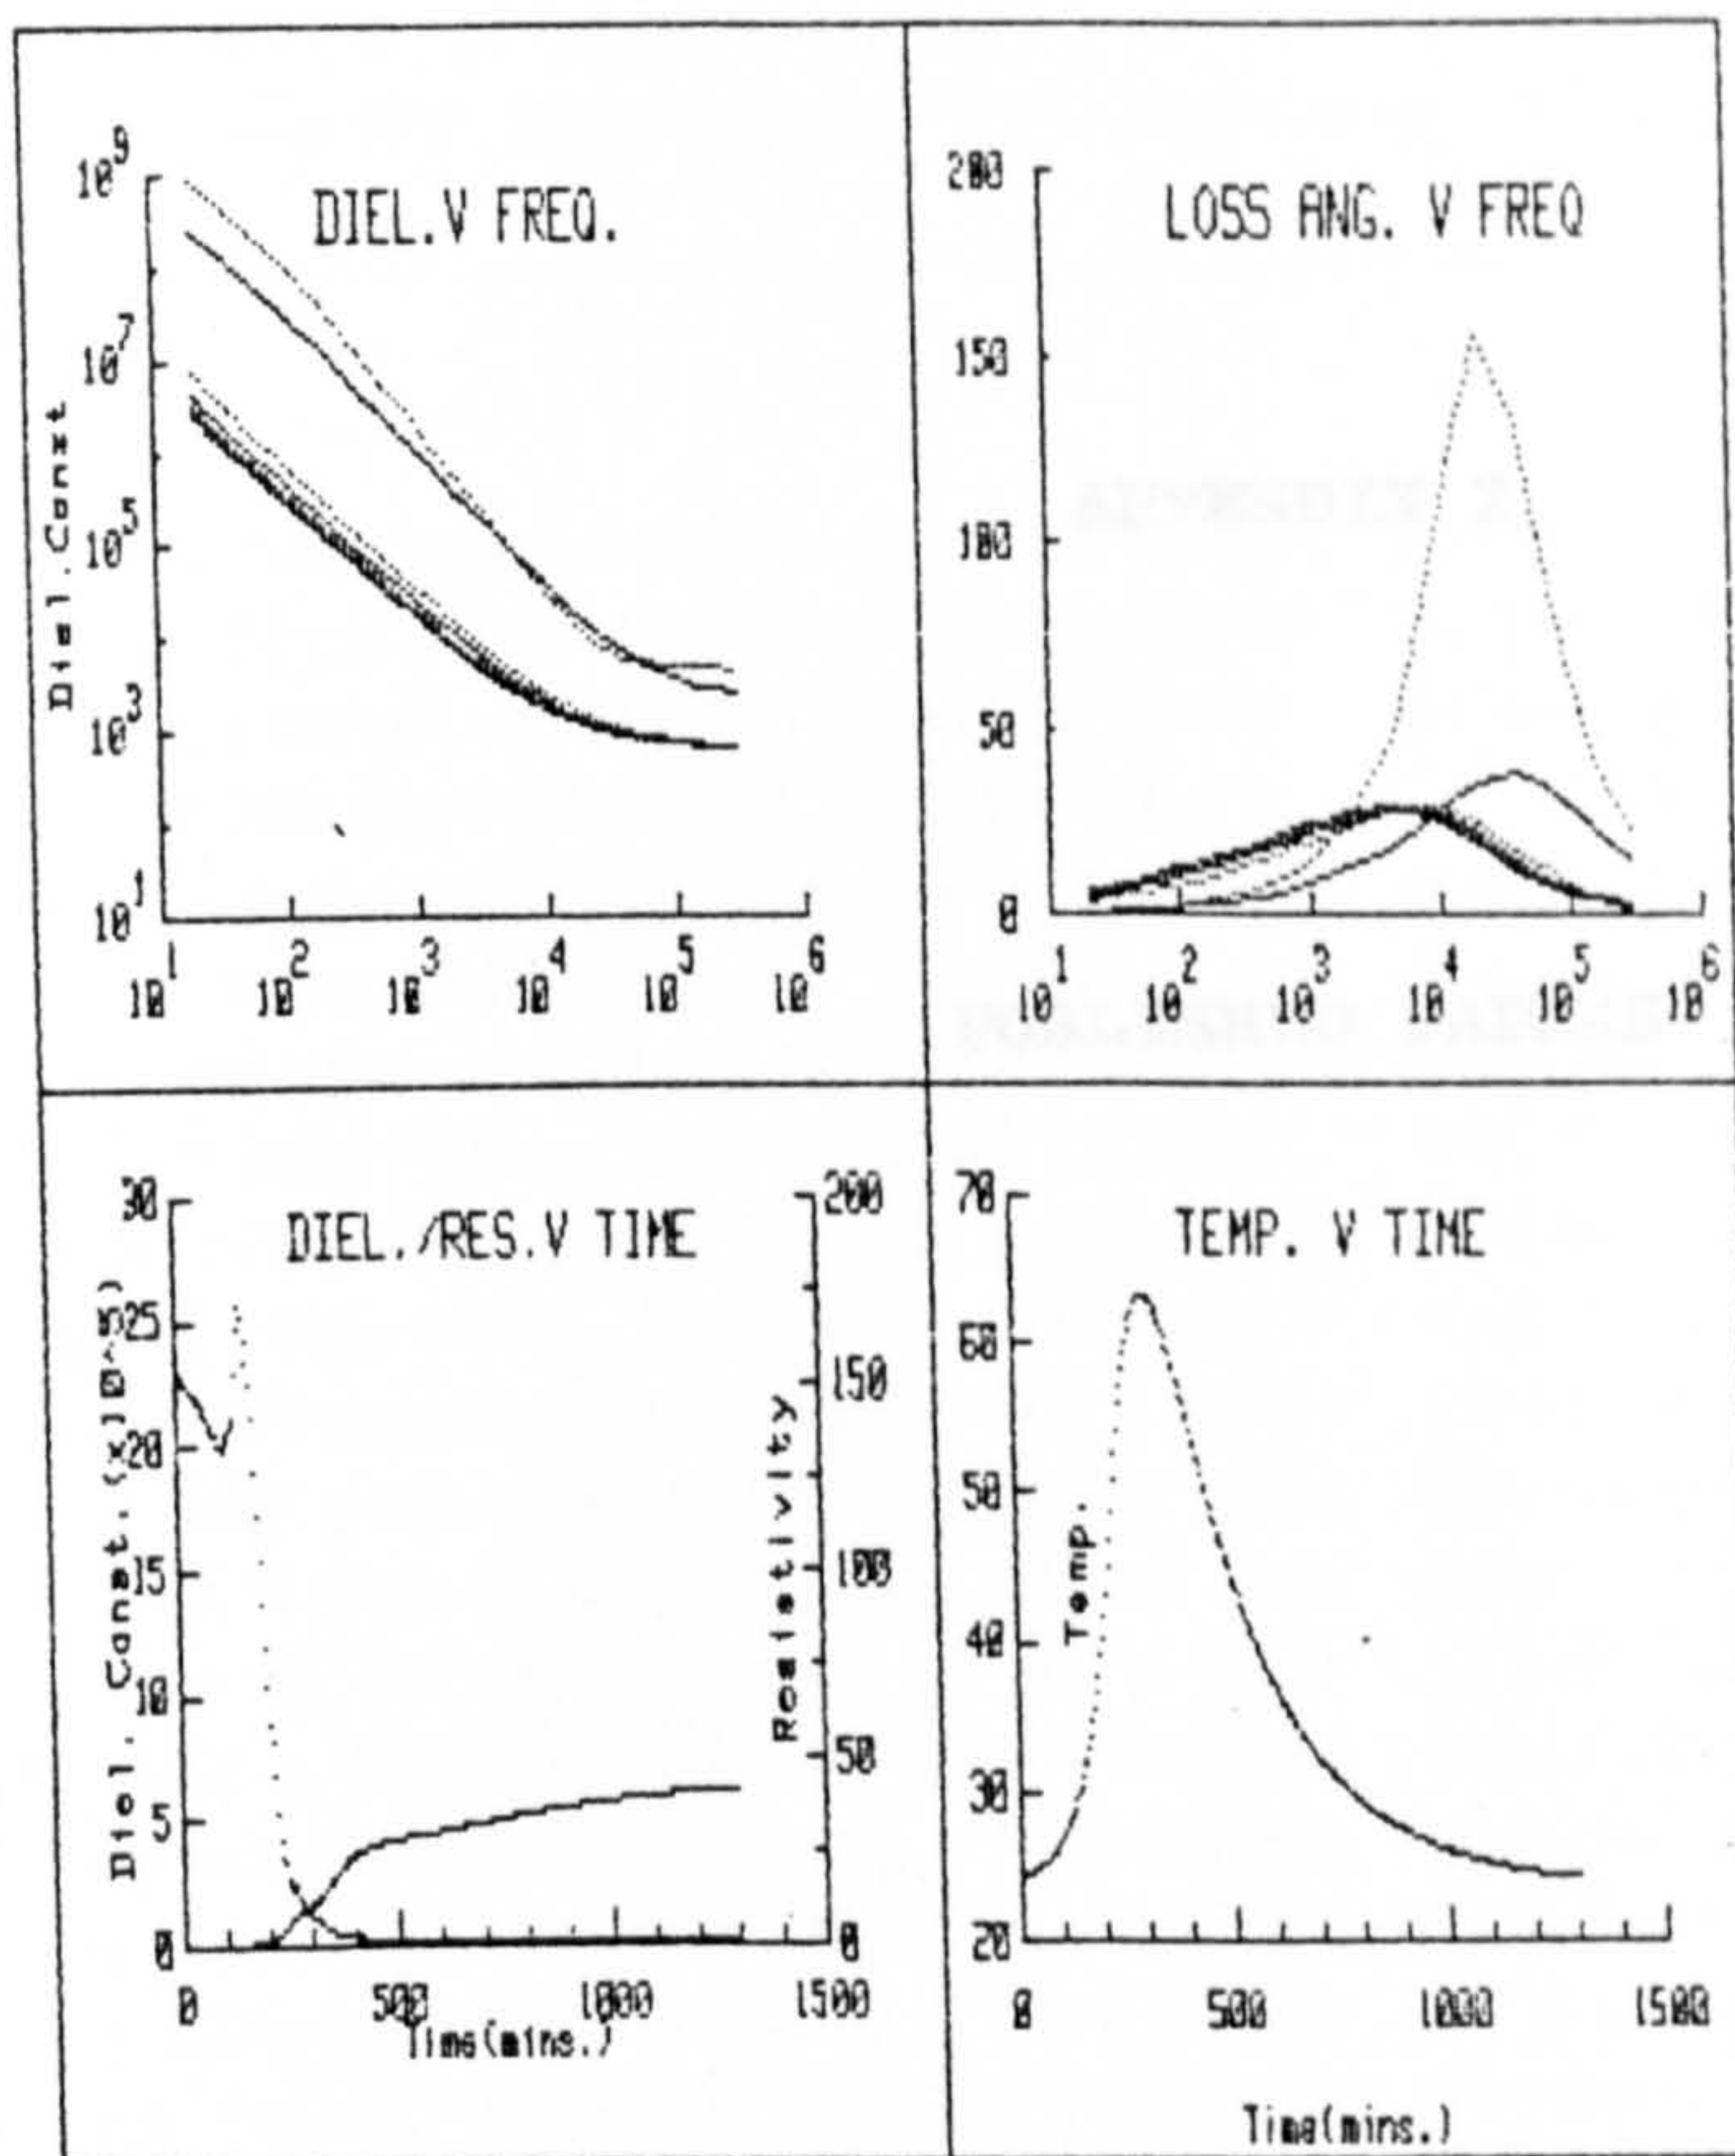 DIEL.V FREQ.
Diel.Const
10^9
10^7
10^5
10^3
10^1
10^1 10^2 10^3 10^4 10^5 10^6
LOSS ANG. V FREQ
200
150
100
50
0
10^1 10^2 10^3 10^4 10^5 10^6
DIEL./RES.V TIME
Diel. Const. (x10^5)
30
25
20
15
10
5
0
200
150
100
50
0
Resistivity
0 500 1000 1500
Time(mins.)
TEMP. V TIME
Temp.
70
60
50
40
30
20
0 500 1000 1500
Time(mins.)